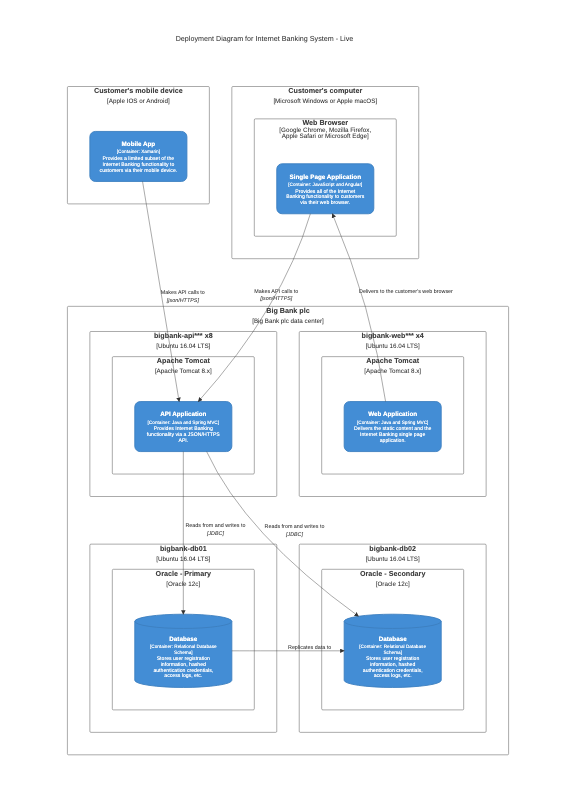 Deployment Diagram for Internet Banking System - Live
Customer's mobile device
[Apple IOS or Android]
Mobile App
[Container: Xamarin]
Provides a limited subset of the
Internet Banking functionality to
customers via their mobile device.
Customer's computer
[Microsoft Windows or Apple macOS]
Web Browser
[Google Chrome, Mozilla Firefox,
Apple Safari or Microsoft Edge]
Single Page Application
[Container: JavaScript and Angular]
Provides all of the Internet
Banking functionality to customers
via their web browser.
Makes API calls to
[json/HTTPS]
Makes API calls to
[json/HTTPS]
Delivers to the customer's web browser
Big Bank plc
[Big Bank plc data center]
bigbank-api*** x8
[Ubuntu 16.04 LTS]
Apache Tomcat
[Apache Tomcat 8.x]
API Application
[Container: Java and Spring MVC]
Provides Internet Banking
functionality via a JSON/HTTPS
API.
bigbank-web*** x4
[Ubuntu 16.04 LTS]
Apache Tomcat
[Apache Tomcat 8.x]
Web Application
[Container: Java and Spring MVC]
Delivers the static content and the
Internet Banking single page
application.
Reads from and writes to
[JDBC]
Reads from and writes to
[JDBC]
bigbank-db01
[Ubuntu 16.04 LTS]
Oracle - Primary
[Oracle 12c]
Database
[Container: Relational Database
Schema]
Stores user registration
information, hashed
authentication credentials,
access logs, etc.
Replicates data to
bigbank-db02
[Ubuntu 16.04 LTS]
Oracle - Secondary
[Oracle 12c]
Database
[Container: Relational Database
Schema]
Stores user registration
information, hashed
authentication credentials,
access logs, etc.